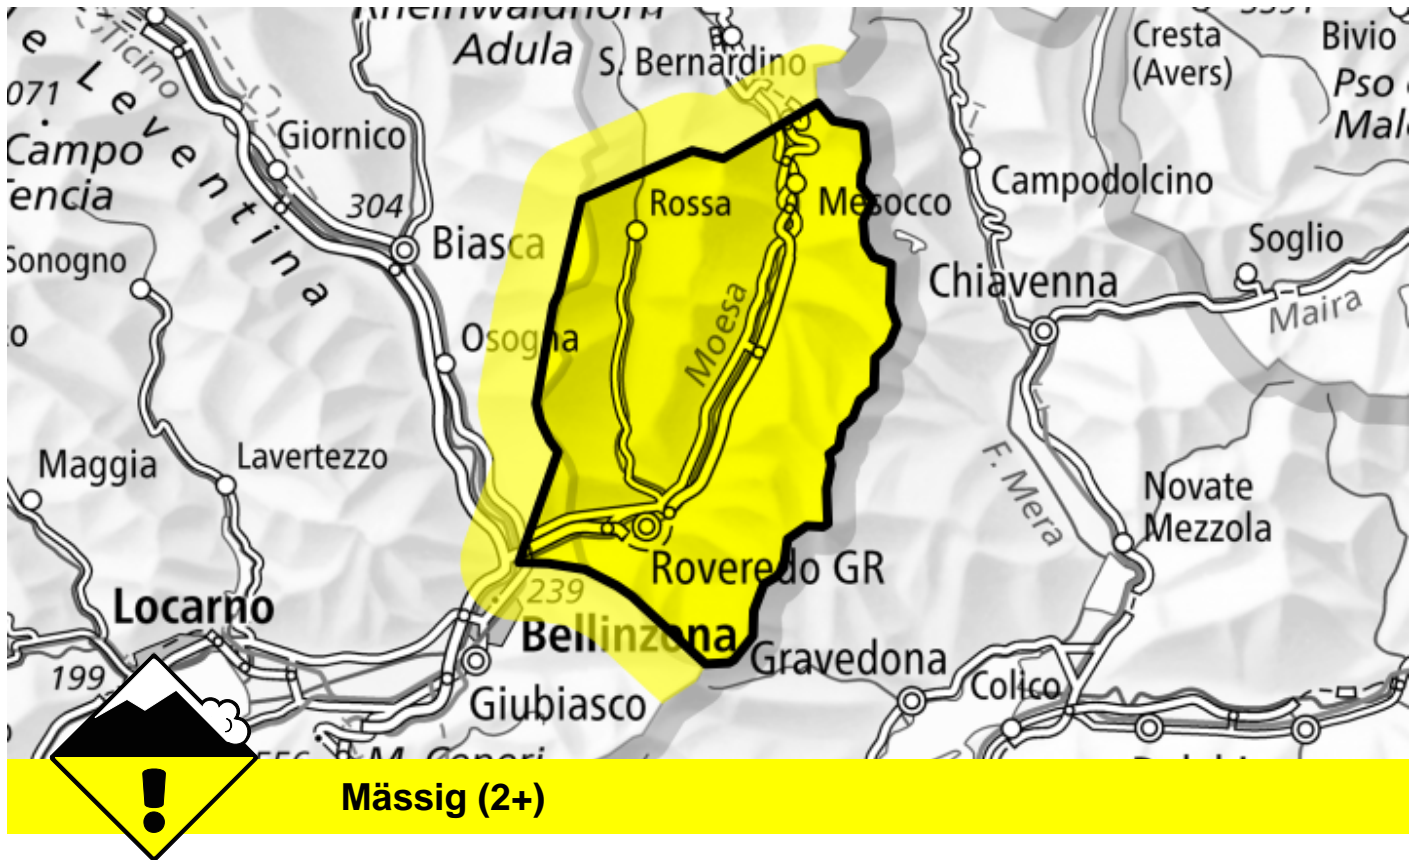 Rheinwaldhorn
Adula
S. Bernardino
Cresta
(Avers)
Bivio
Ticino
Leventina
Giornico
Campo
304
Biasca
Rossa
Mesocco
Campodolcino
Soglio
Sonogno
Chiavenna
Maira
Osogna
Moesa
Maggia
Lavertezzo
F. Mera
Novate
Mezzola
Roveredo GR
239
Locarno
Bellinzona
Gravedona
199
Giubiasco
Colico
Mässig (2+)